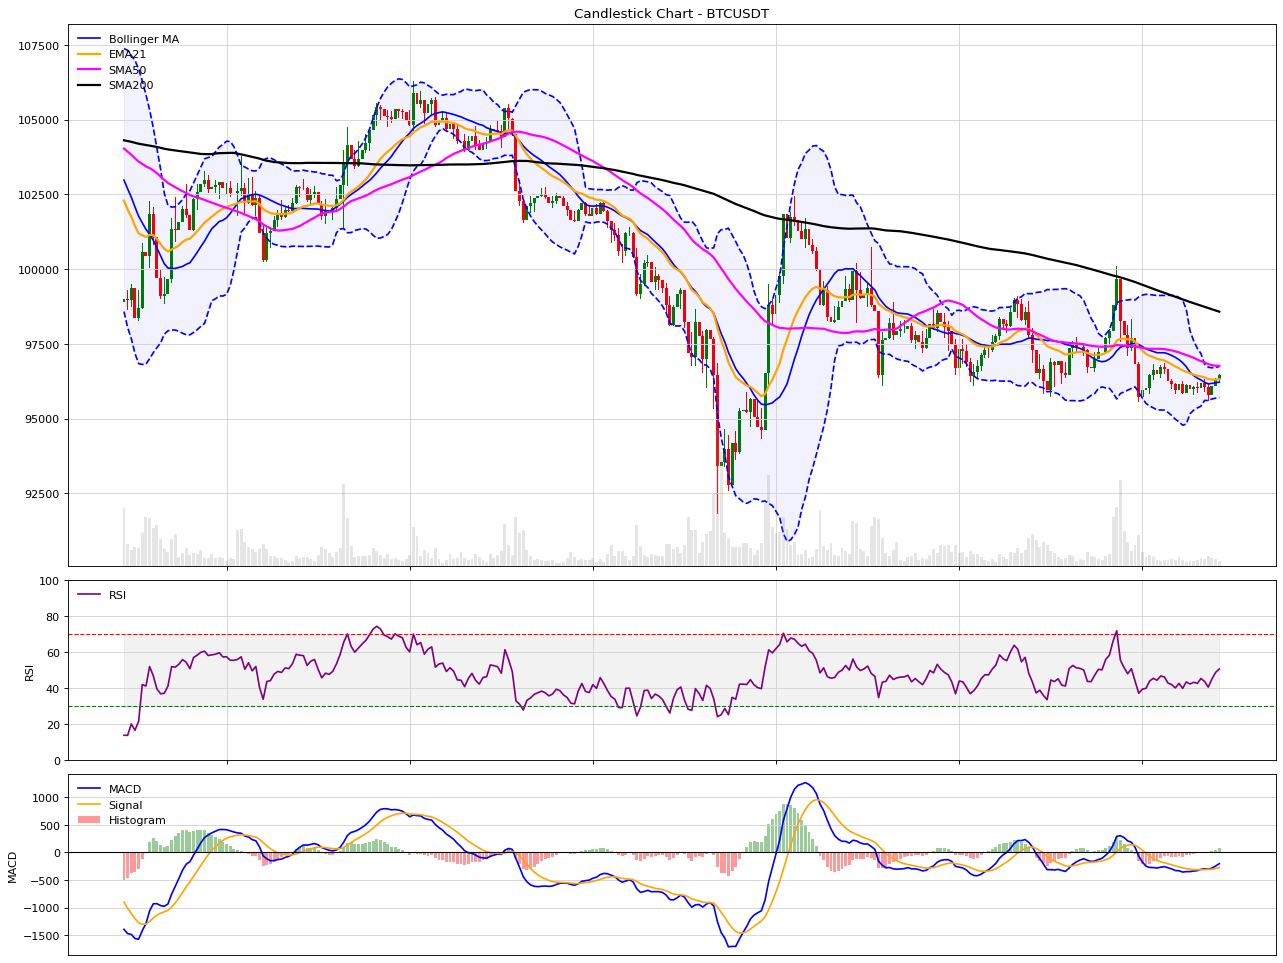 Candlestick Chart - BTCUSDT
Bollinger MA
EMA21
SMA50
SMA200
107500
105000
102500
100000
97500
95000
92500
RSI
100
80
60
40
20
0
RSI
MACD
Signal
Histogram
1000
500
0
−500
−1000
−1500
MACD